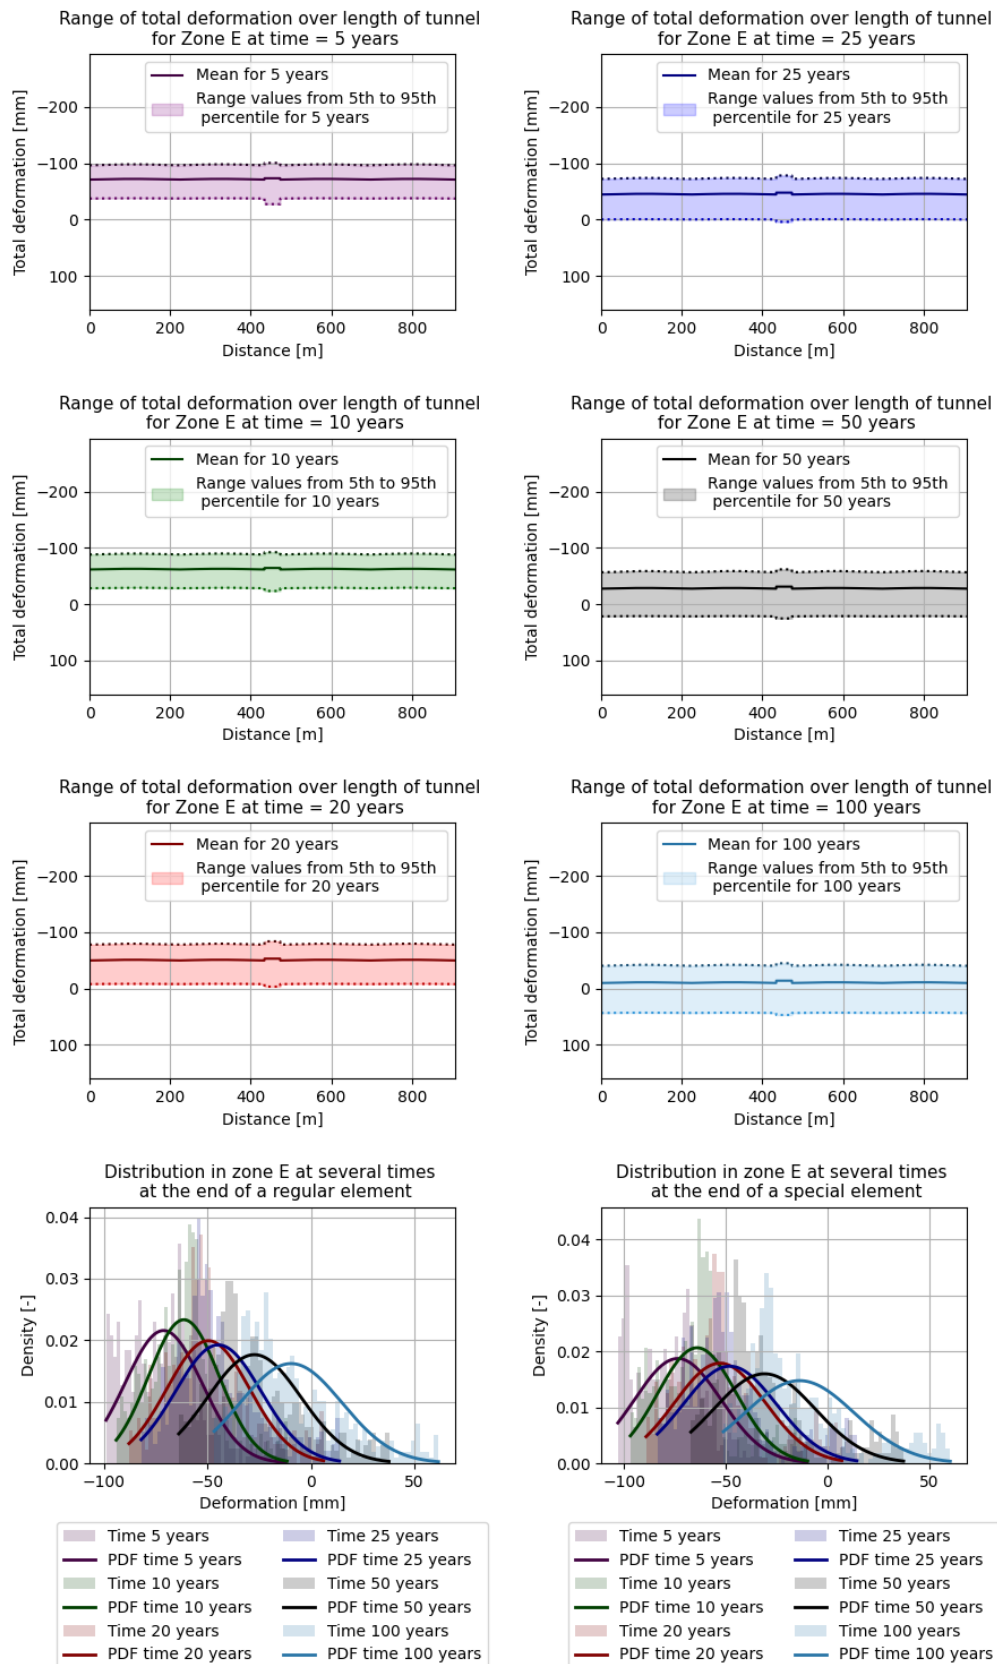 Range of total deformation over length of tunnel
for Zone E at time = 5 years
Mean for 5 years
Range values from 5th to 95th
percentile for 5 years
Total deformation [mm]
−200
−100
0
100
0 200 400 600 800
Distance [m]
Range of total deformation over length of tunnel
for Zone E at time = 25 years
Mean for 25 years
Range values from 5th to 95th
percentile for 25 years
Total deformation [mm]
−200
−100
0
100
0 200 400 600 800
Distance [m]
Range of total deformation over length of tunnel
for Zone E at time = 10 years
Mean for 10 years
Range values from 5th to 95th
percentile for 10 years
Total deformation [mm]
−200
−100
0
100
0 200 400 600 800
Distance [m]
Range of total deformation over length of tunnel
for Zone E at time = 50 years
Mean for 50 years
Range values from 5th to 95th
percentile for 50 years
Total deformation [mm]
−200
−100
0
100
0 200 400 600 800
Distance [m]
Range of total deformation over length of tunnel
for Zone E at time = 20 years
Mean for 20 years
Range values from 5th to 95th
percentile for 20 years
Total deformation [mm]
−200
−100
0
100
0 200 400 600 800
Distance [m]
Range of total deformation over length of tunnel
for Zone E at time = 100 years
Mean for 100 years
Range values from 5th to 95th
percentile for 100 years
Total deformation [mm]
−200
−100
0
100
0 200 400 600 800
Distance [m]
Distribution in zone E at several times
at the end of a regular element
Density [-]
0.04
0.03
0.02
0.01
0.00
−100 −50 0 50
Deformation [mm]
Time 5 years
PDF time 5 years
Time 10 years
PDF time 10 years
Time 20 years
PDF time 20 years
Time 25 years
PDF time 25 years
Time 50 years
PDF time 50 years
Time 100 years
PDF time 100 years
Distribution in zone E at several times
at the end of a special element
Density [-]
0.04
0.03
0.02
0.01
0.00
−100 −50 0 50
Deformation [mm]
Time 5 years
PDF time 5 years
Time 10 years
PDF time 10 years
Time 20 years
PDF time 20 years
Time 25 years
PDF time 25 years
Time 50 years
PDF time 50 years
Time 100 years
PDF time 100 years